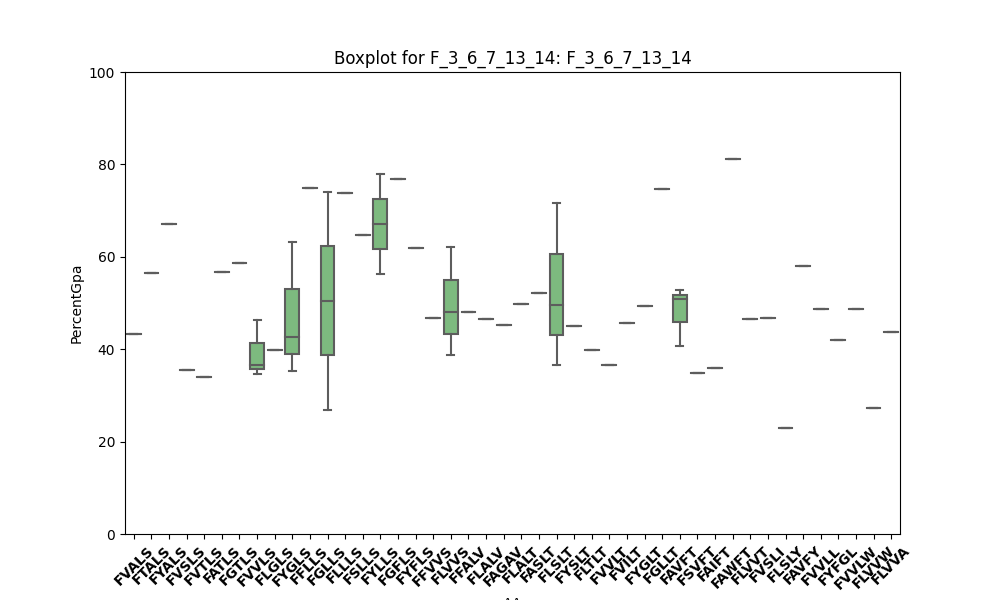 Boxplot for F_3_6_7_13_14: F_3_6_7_13_14
PercentGpa
100
80
60
40
20
0
FVALS
FTALS
FYALS
FVSLS
FVTLS
FATLS
FGTLS
FLGLS
FYGLS
FFLLS
FGLLS
FLLLS
FSLLS
FYLLS
FGFLS
FYFLS
FFVVS
FLVVS
FFALV
FLALV
FAGAV
FLALT
FASLT
FLSLT
FYSLT
FLTLT
FVVLT
FVILT
FYGLT
FGLLT
FAVFT
FSVFT
FAIFT
FAWFT
FLVVT
FVSLI
FLSLY
FAVFY
FVVLL
FYFGL
FVVLW
FLVVW
FLVVA